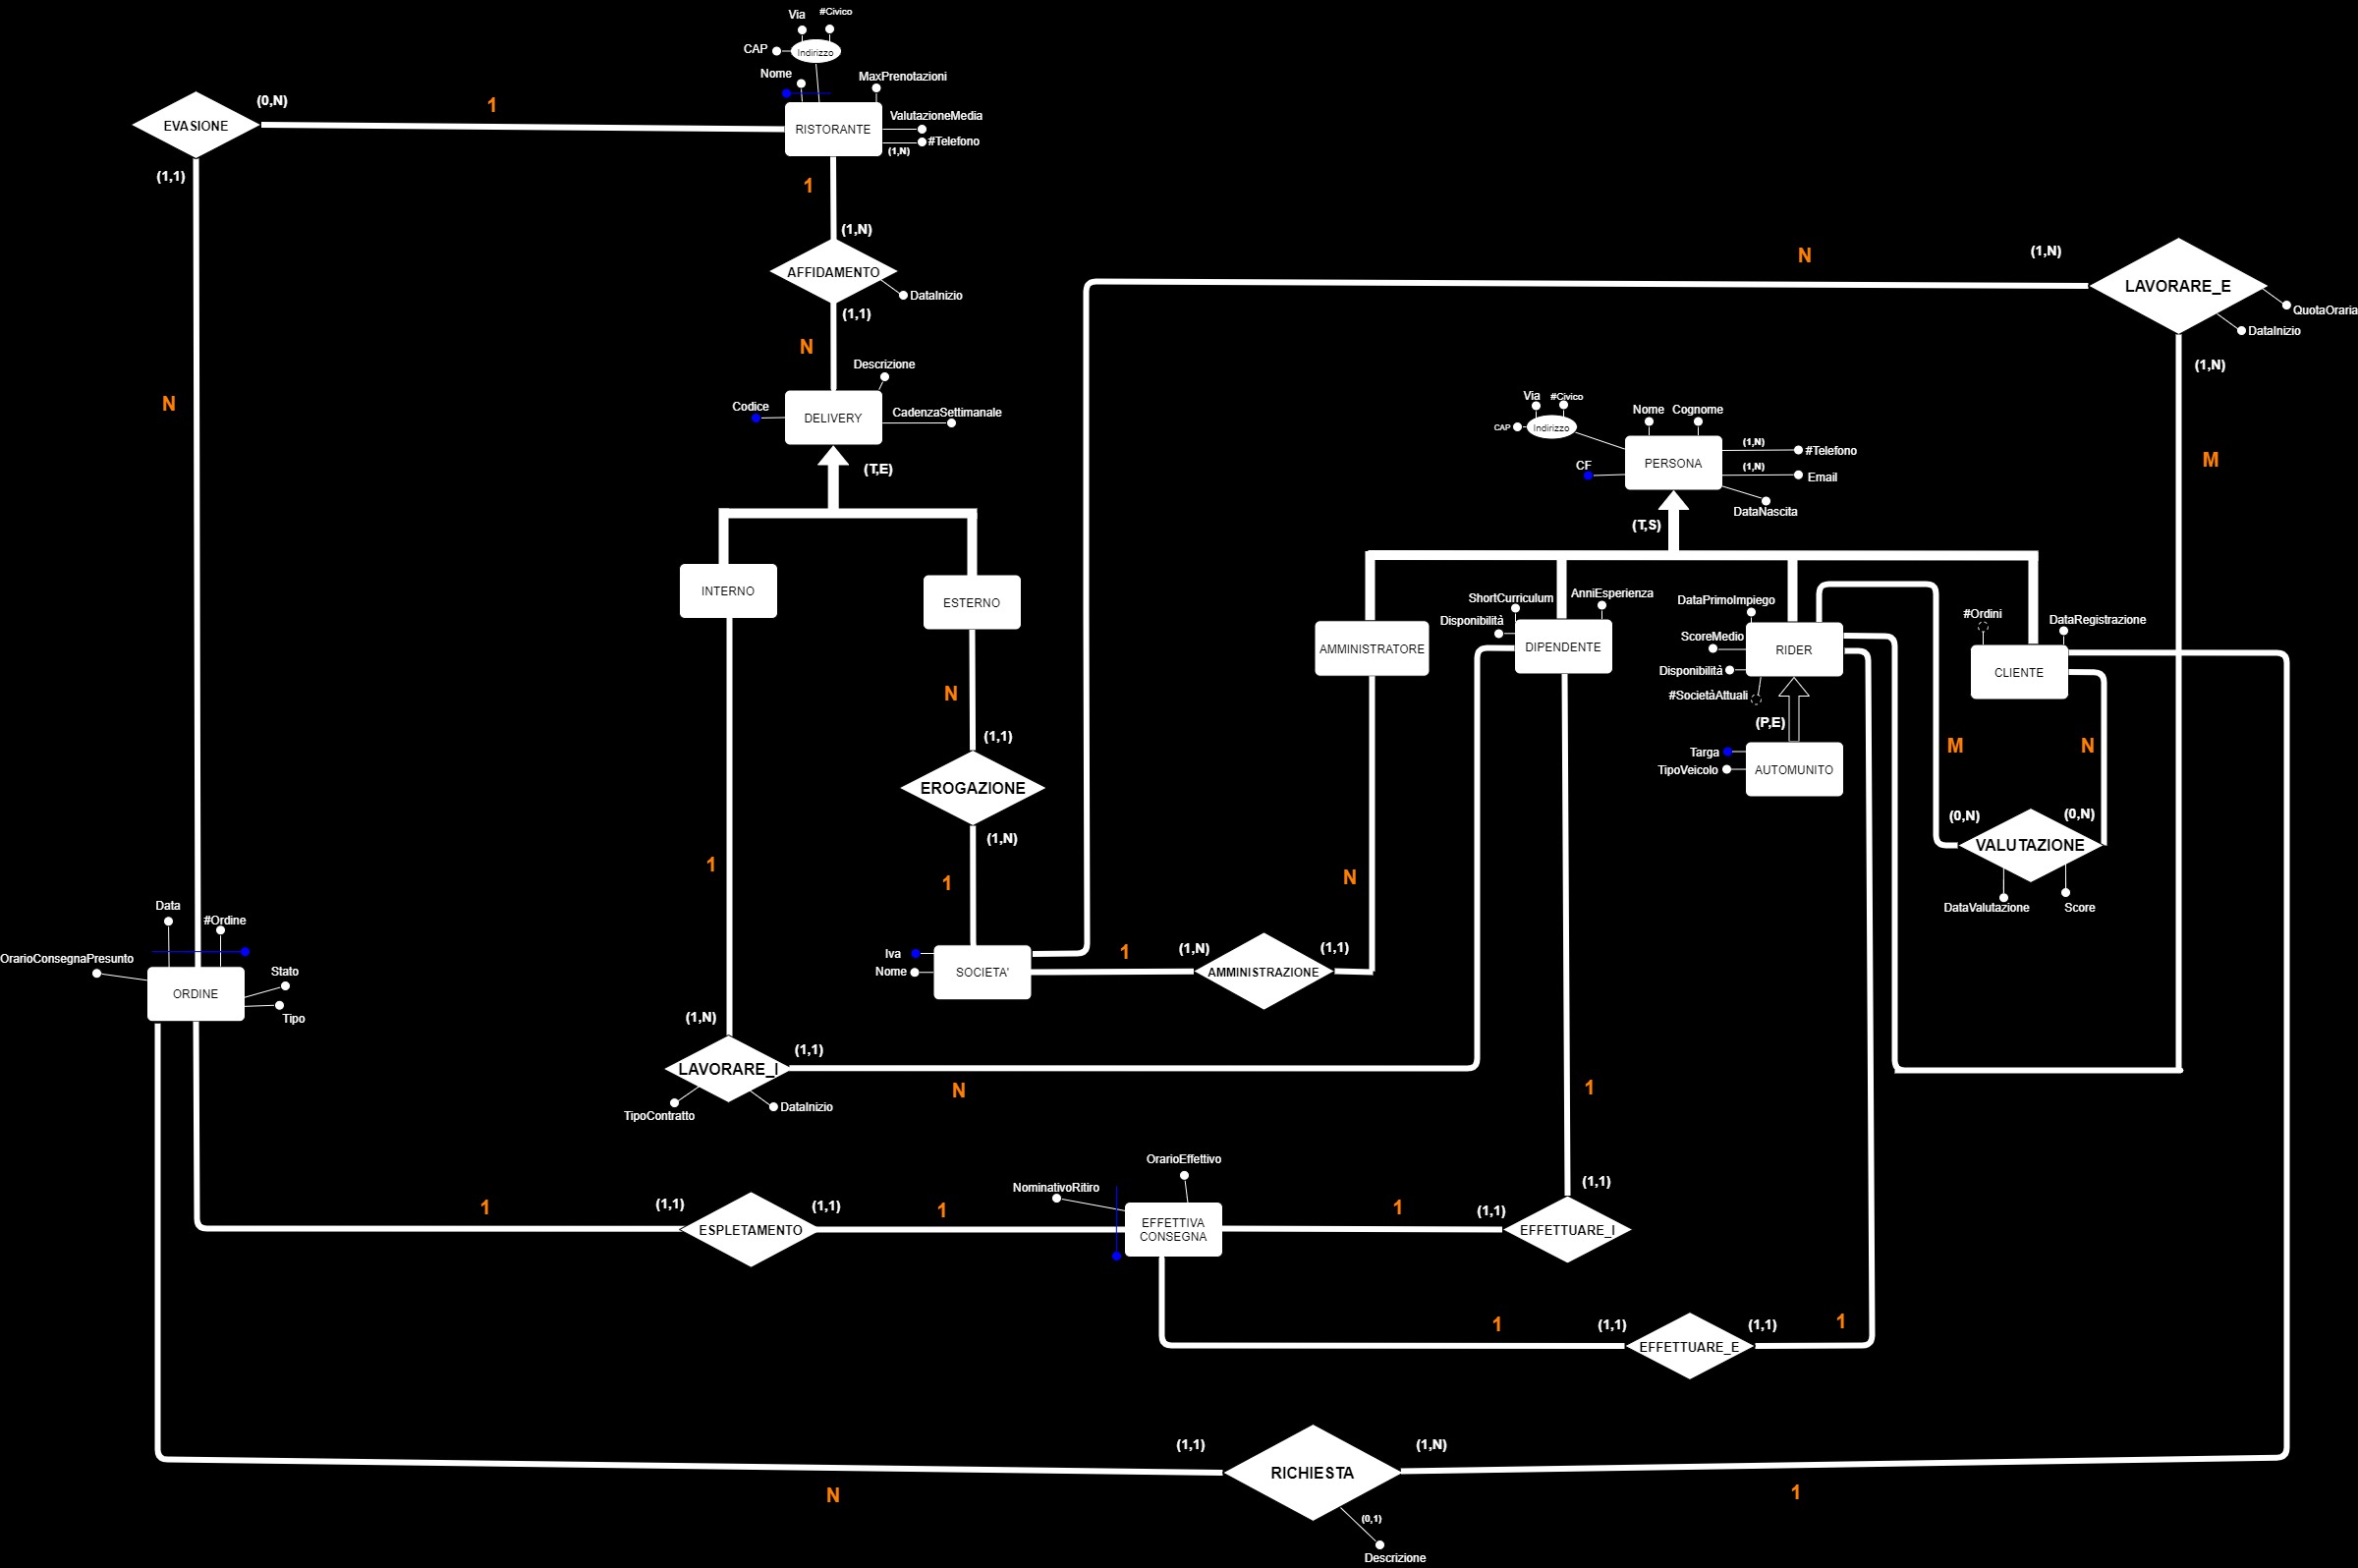 Via
#Civico
CAP
Indirizzo
Nome
MaxPrenotazioni
RISTORANTE
ValutazioneMedia
#Telefono
(1,N)
EVASIONE
(0,N)
1
(1,1)
N
1
(1,N)
AFFIDAMENTO
DataInizio
(1,1)
N
Descrizione
Codice
DELIVERY
CadenzaSettimanale
(T,E)
INTERNO
ESTERNO
N
(1,1)
EROGAZIONE
(1,N)
1
1
Iva
Nome
SOCIETA'
N
(1,N)
LAVORARE_E
QuotaOraria
DataInizio
(1,N)
M
Via
#Civico
CAP
Indirizzo
Nome
Cognome
PERSONA
CF
(1,N)
#Telefono
(1,N)
Email
DataNascita
(T,S)
AMMINISTRATORE
ShortCurriculum
AnniEsperienza
Disponibilità
DIPENDENTE
DataPrimoImpiego
ScoreMedio
RIDER
Disponibilità
#SocietàAttuali
(P,E)
Targa
TipoVeicolo
AUTOMUNITO
#Ordini
DataRegistrazione
CLIENTE
M
N
(0,N)
(0,N)
VALUTAZIONE
DataValutazione
Score
N
1
(1,N)
(1,1)
AMMINISTRAZIONE
Data
#Ordine
OrarioConsegnaPresunto
Stato
ORDINE
Tipo
(1,N)
LAVORARE_I
(1,1)
N
TipoContratto
DataInizio
1
(1,1)
ESPLETAMENTO
(1,1)
1
OrarioEffettivo
NominativoRitiro
EFFETTIVA
CONSEGNA
1
(1,1)
EFFETTUARE_I
(1,1)
1
1
(1,1)
EFFETTUARE_E
(1,1)
1
N
(1,1)
RICHIESTA
(1,N)
1
(0,1)
Descrizione